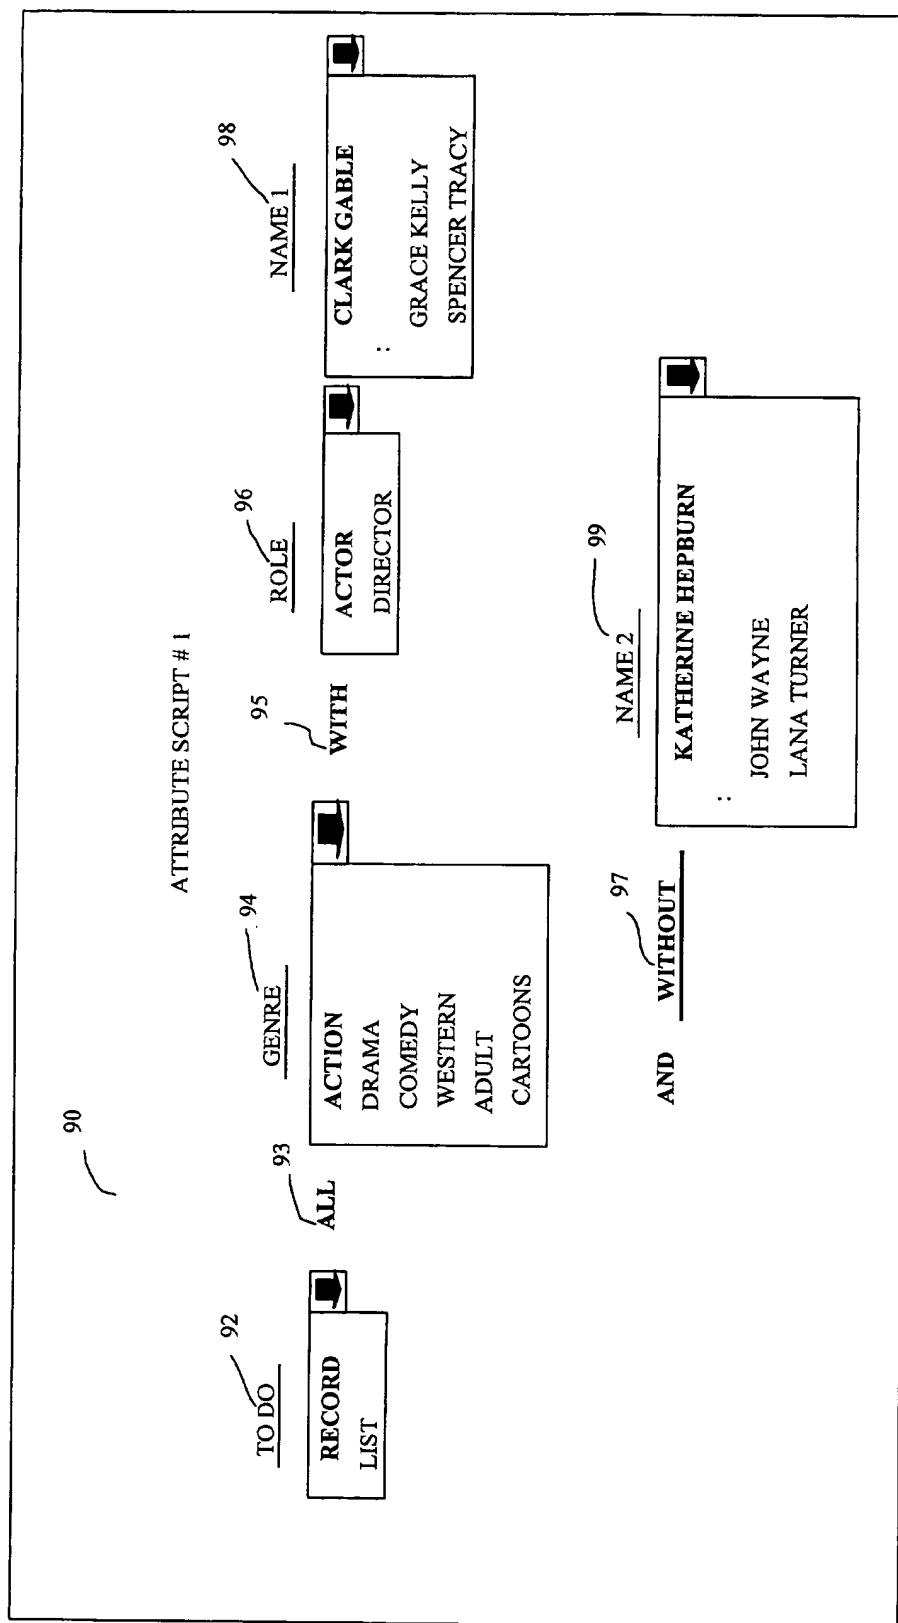 90
ATTRIBUTE SCRIPT # 1
TO DO
92
RECORD
LIST
ALL
93
GENRE
94
ACTION
DRAMA
COMEDY
WESTERN
ADULT
CARTOONS
WITH
95
ROLE
96
ACTOR
DIRECTOR
NAME 1
98
CLARK GABLE
:
GRACE KELLY
SPENCER TRACY
AND WITHOUT
97
NAME 2
99
KATHERINE HEPBURN
:
JOHN WAYNE
LANA TURNER